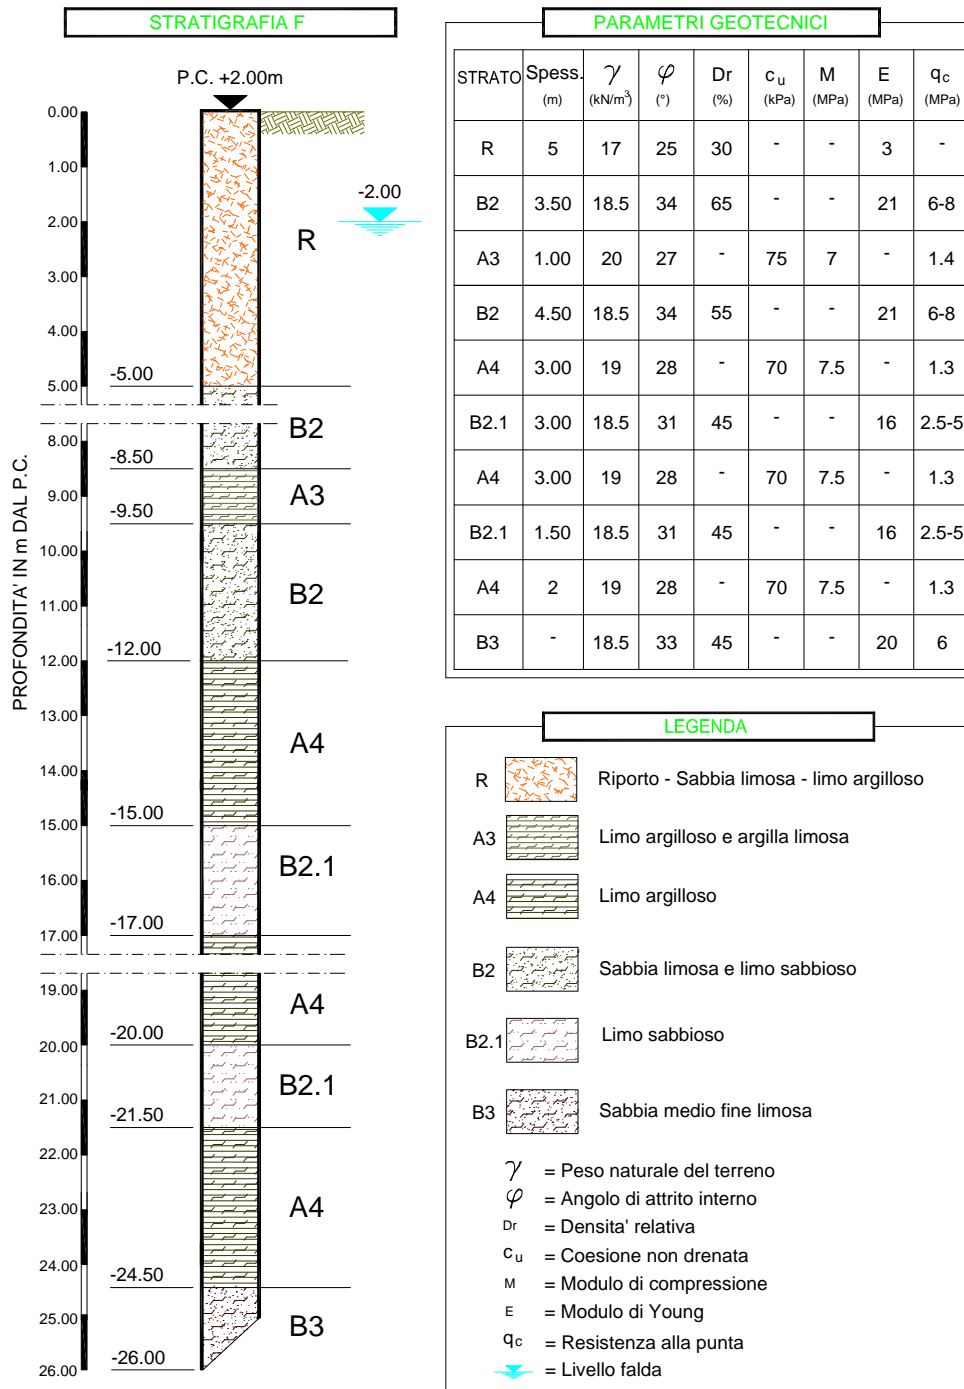 STRATIGRAFIA F
P.C. +2.00m
PROFONDITA' IN m DAL P.C.
0.00
1.00
2.00
3.00
4.00
5.00
8.00
9.00
10.00
11.00
12.00
13.00
14.00
15.00
16.00
17.00
19.00
20.00
21.00
22.00
23.00
24.00
25.00
26.00
-2.00
R
-5.00
B2
-8.50
A3
-9.50
B2
-12.00
A4
-15.00
B2.1
-17.00
A4
-20.00
B2.1
-21.50
A4
-24.50
B3
-26.00
PARAMETRI GEOTECNICI
STRATO Spess. γ φ Dr cu M E qc
(m) (kN/m³) (°) (%) (kPa) (MPa) (MPa) (MPa)
R 5 17 25 30 - - 3 -
B2 3.50 18.5 34 65 - - 21 6-8
A3 1.00 20 27 - 75 7 - 1.4
B2 4.50 18.5 34 55 - - 21 6-8
A4 3.00 19 28 - 70 7.5 - 1.3
B2.1 3.00 18.5 31 45 - - 16 2.5-5
A4 3.00 19 28 - 70 7.5 - 1.3
B2.1 1.50 18.5 31 45 - - 16 2.5-5
A4 2 19 28 - 70 7.5 - 1.3
B3 - 18.5 33 45 - - 20 6
LEGENDA
R Riporto - Sabbia limosa - limo argilloso
A3 Limo argilloso e argilla limosa
A4 Limo argilloso
B2 Sabbia limosa e limo sabbioso
B2.1 Limo sabbioso
B3 Sabbia medio fine limosa
γ = Peso naturale del terreno
φ = Angolo di attrito interno
Dr = Densita' relativa
cu = Coesione non drenata
M = Modulo di compressione
E = Modulo di Young
qc = Resistenza alla punta
= Livello falda